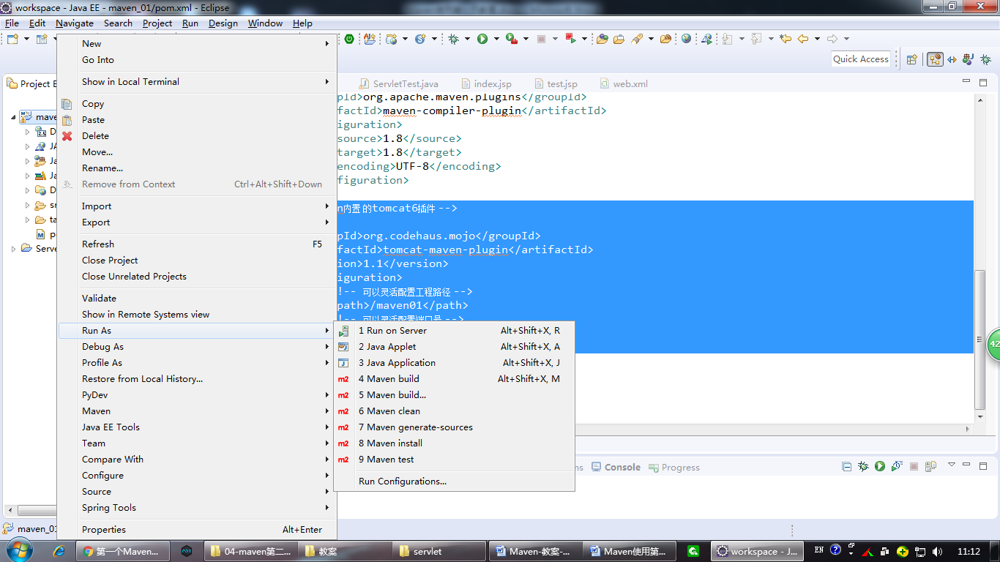 workspace - Java EE - maven_01/pom.xml - Eclipse
File Edit Navigate Search Project Run Design Window Help
Quick Access
Project E
ServletTest.java index.jsp test.jsp web.xml
mave
D
JA
Ja
Ja
D
sr
ta
p
Serve
New
Go Into
Show in Local Terminal
Copy
Paste
Delete
Move...
Rename...
Remove from Context Ctrl+Alt+Shift+Down
Import
Export
Refresh F5
Close Project
Close Unrelated Projects
Validate
Show in Remote Systems view
Run As
Debug As
Profile As
Restore from Local History...
PyDev
Maven
Java EE Tools
Team
Compare With
Configure
Source
Spring Tools
Properties Alt+Enter
pId>org.apache.maven.plugins</groupId>
factId>maven-compiler-plugin</artifactId>
iguration>
source>1.8</source>
target>1.8</target>
encoding>UTF-8</encoding>
figuration>
n内置的tomcat6插件 -->
pId>org.codehaus.mojo</groupId>
factId>tomcat-maven-plugin</artifactId>
ion>1.1</version>
iguration>
!-- 可以灵活配置工程路径 -->
path>/maven01</path>
!-- 可以灵活配置端口号 -->
1 Run on Server Alt+Shift+X, R
2 Java Applet Alt+Shift+X, A
3 Java Application Alt+Shift+X, J
m2 4 Maven build Alt+Shift+X, M
m2 5 Maven build...
m2 6 Maven clean
m2 7 Maven generate-sources
m2 8 Maven install
m2 9 Maven test
Run Configurations...
42
ns Console Progress
maven_01
第一个Maven... 04-maven第二... 教案 servlet Maven-教案-... Maven使用第... workspace - J... EN 11:12